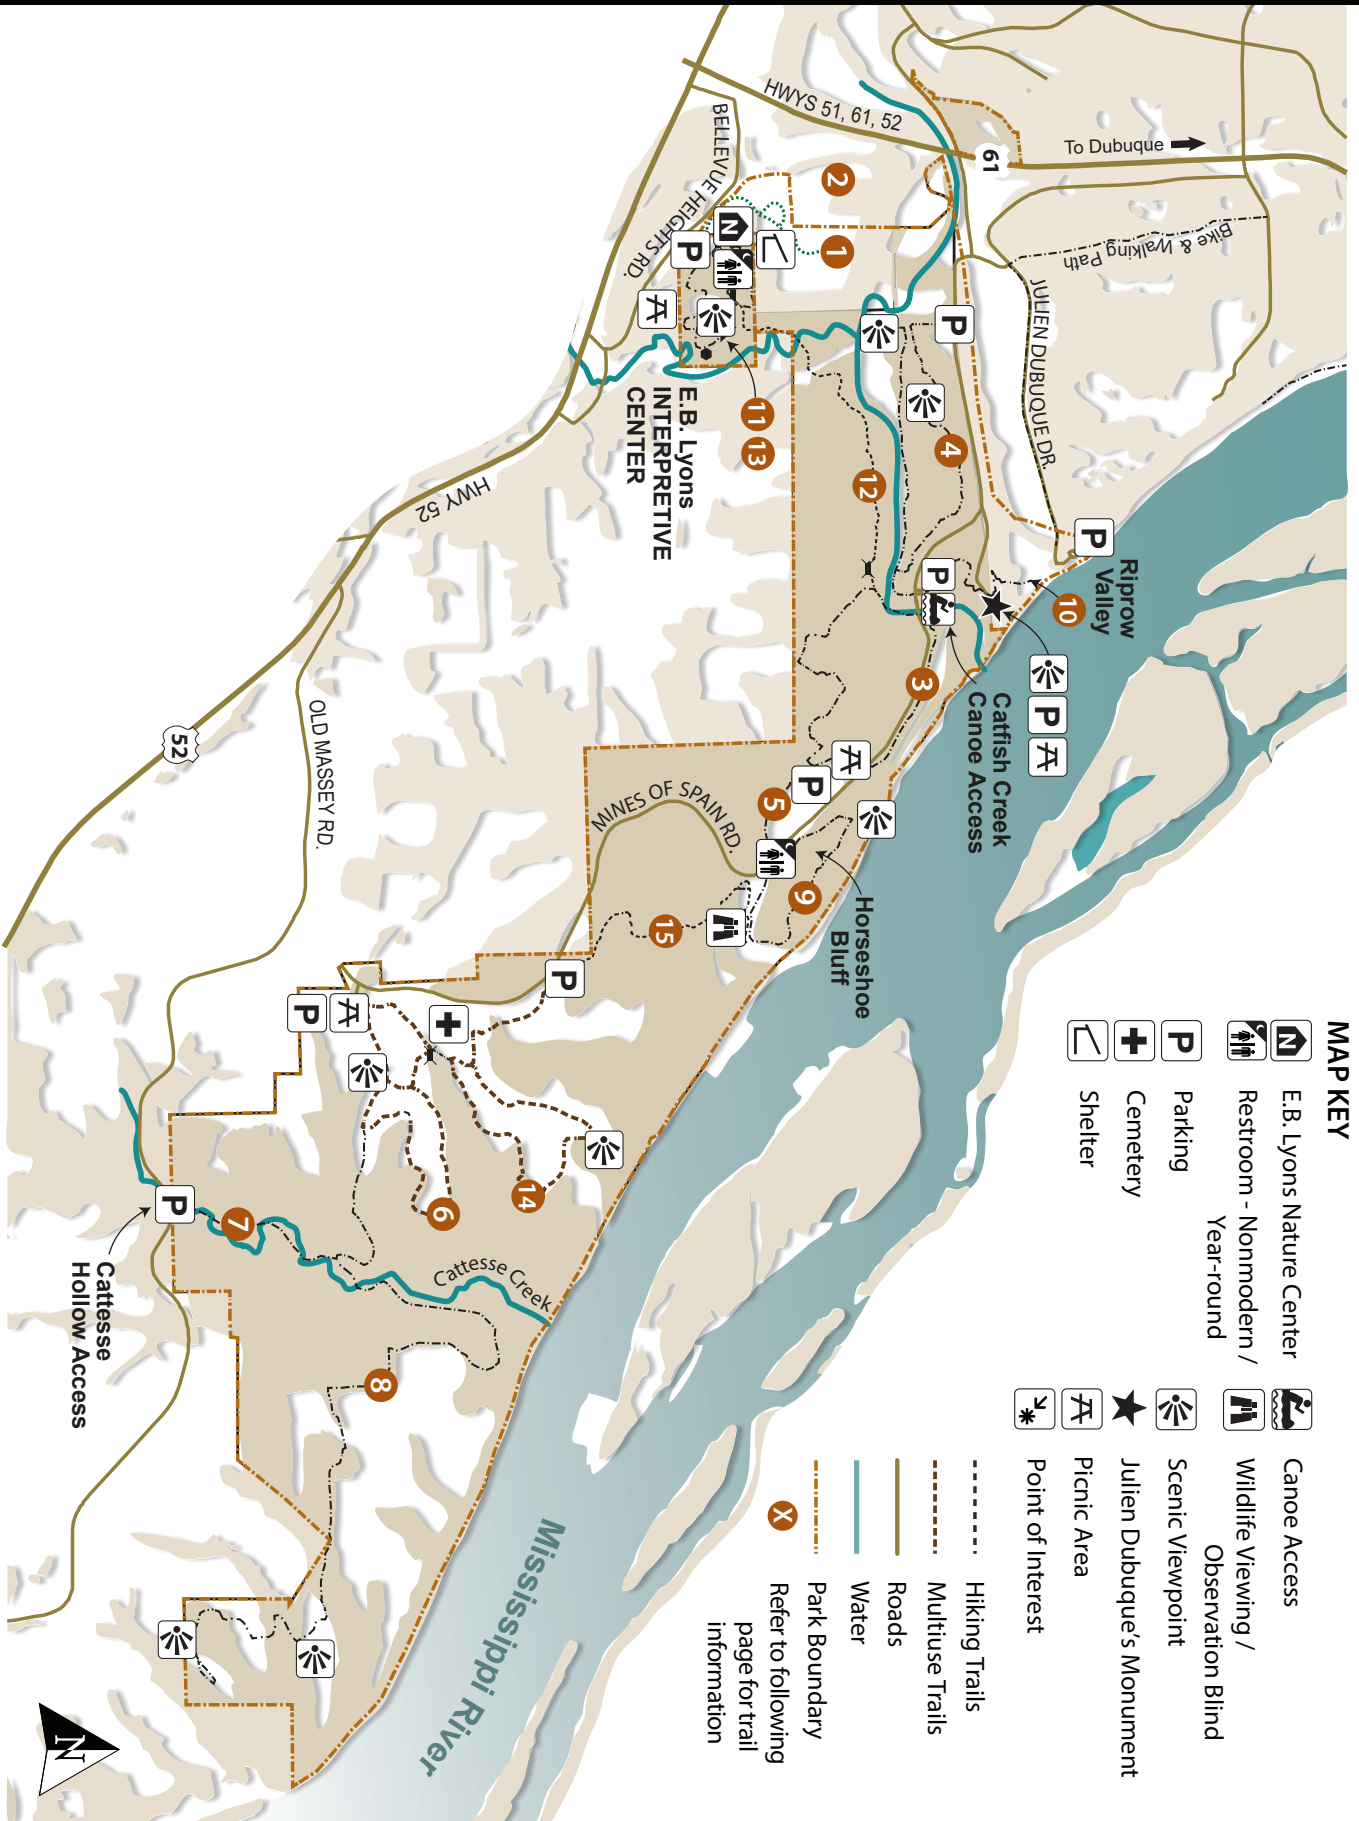 MAP KEY
E.B. Lyons Nature Center
Restroom - Nonmodern /
Year-round
P
Parking
Cemetery
Shelter
Canoe Access
Wildlife Viewing /
Observation Blind
Scenic Viewpoint
Julien Dubuque’s Monument
Picnic Area
Point of Interest
Hiking Trails
Multiuse Trails
Roads
Water
Park Boundary
X
Refer to following
page for trail
information
HWYS 51, 61, 52
61
To Dubuque
Bike & Walking Path
JULIEN DUBUQUE DR.
BELLEVUE HEIGHTS RD.
2
1
N
P
P
E.B. Lyons
INTERPRETIVE
CENTER
11
13
4
12
P
Riprow
Valley
10
P
P
3
Catfish Creek
Canoe Access
HWY 52
52
OLD MASSEY RD.
MINES OF SPAIN RD.
P
5
9
Horseshoe
Bluff
15
P
P
14
6
7
P
Cattesse
Hollow Access
Cattesse Creek
8
Mississippi River
N